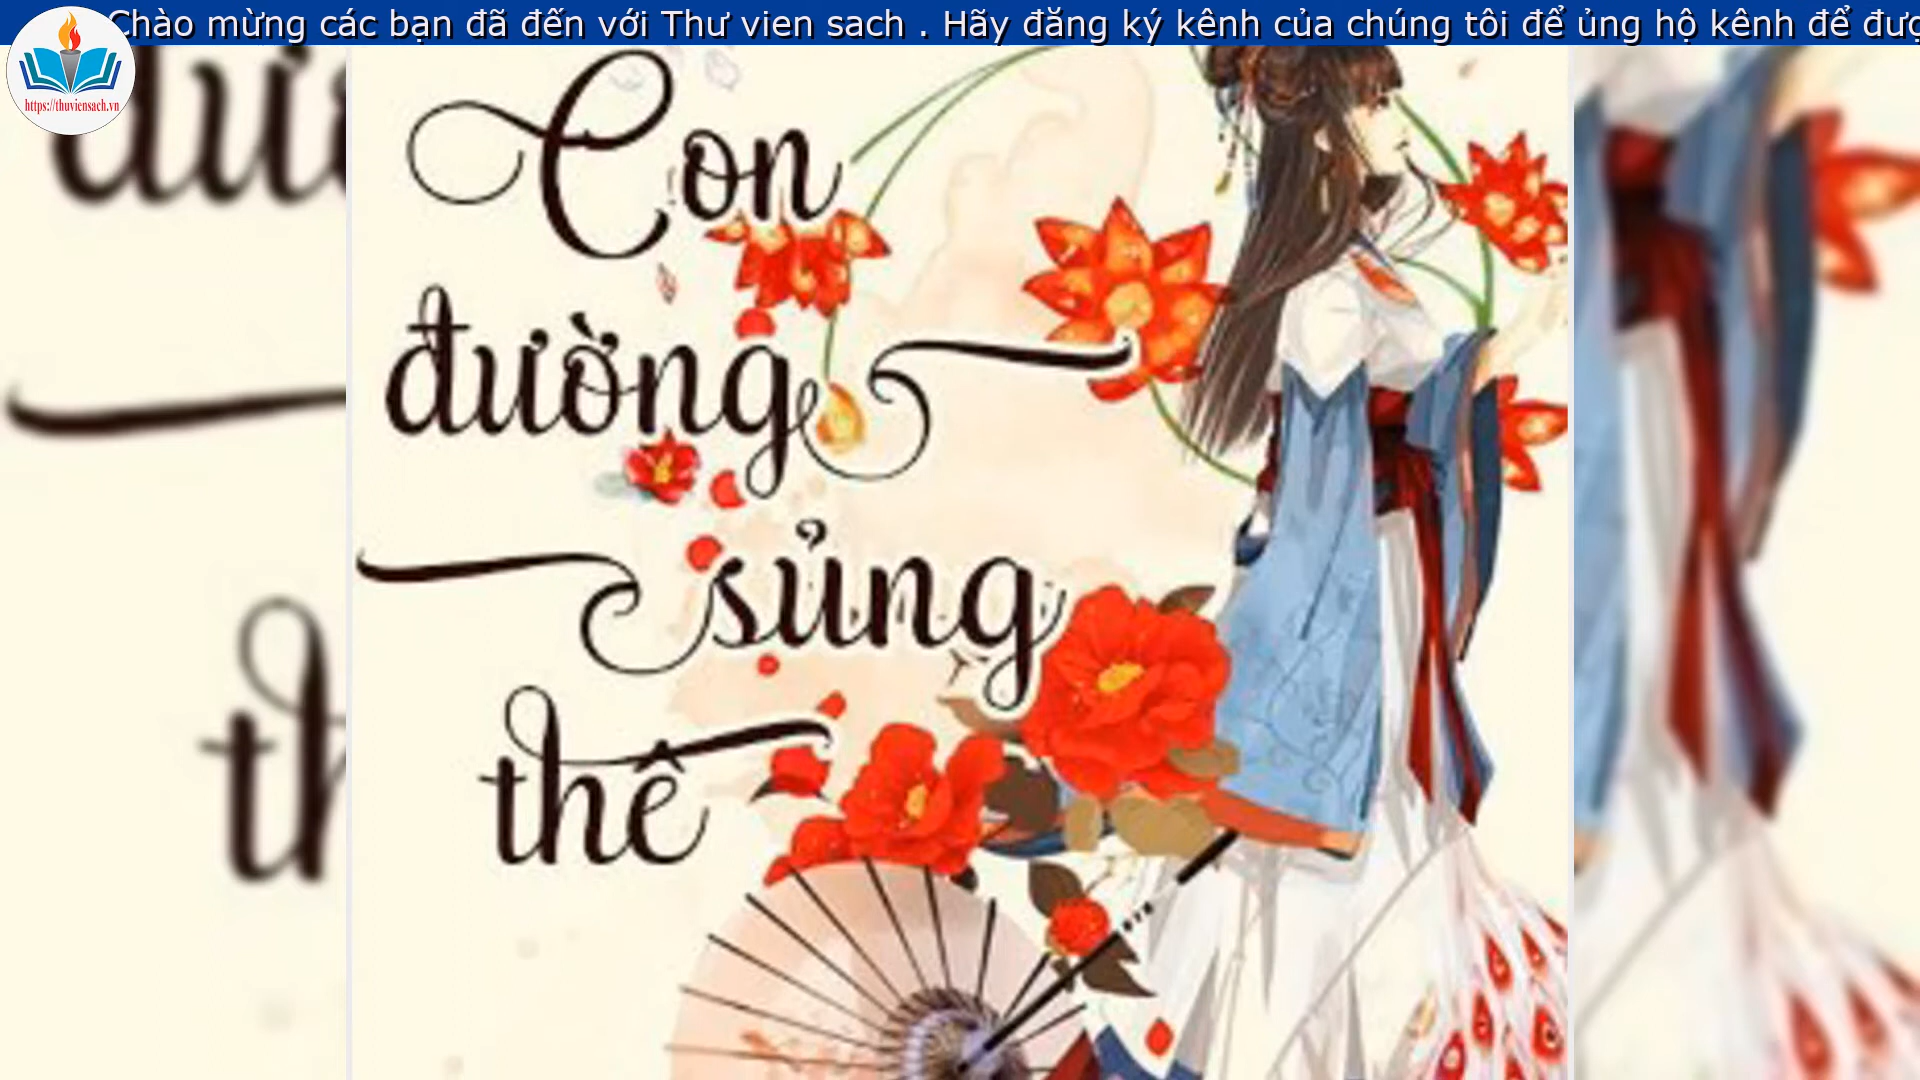 Chào mừng các bạn đã đến với Thư vien sach . Hãy đăng ký kênh của chúng tôi để ủng hộ kênh để
https://thuviensach.vn
Con
đường
sủng
thê